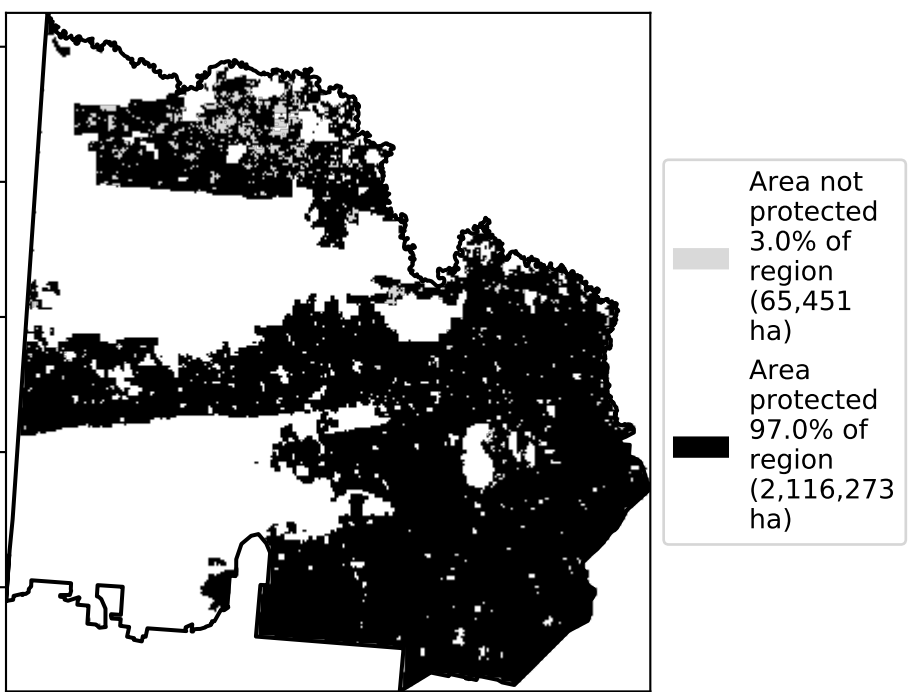 Area not
protected
3.0% of
region
(65,451
ha)
Area
protected
97.0% of
region
(2,116,273
ha)